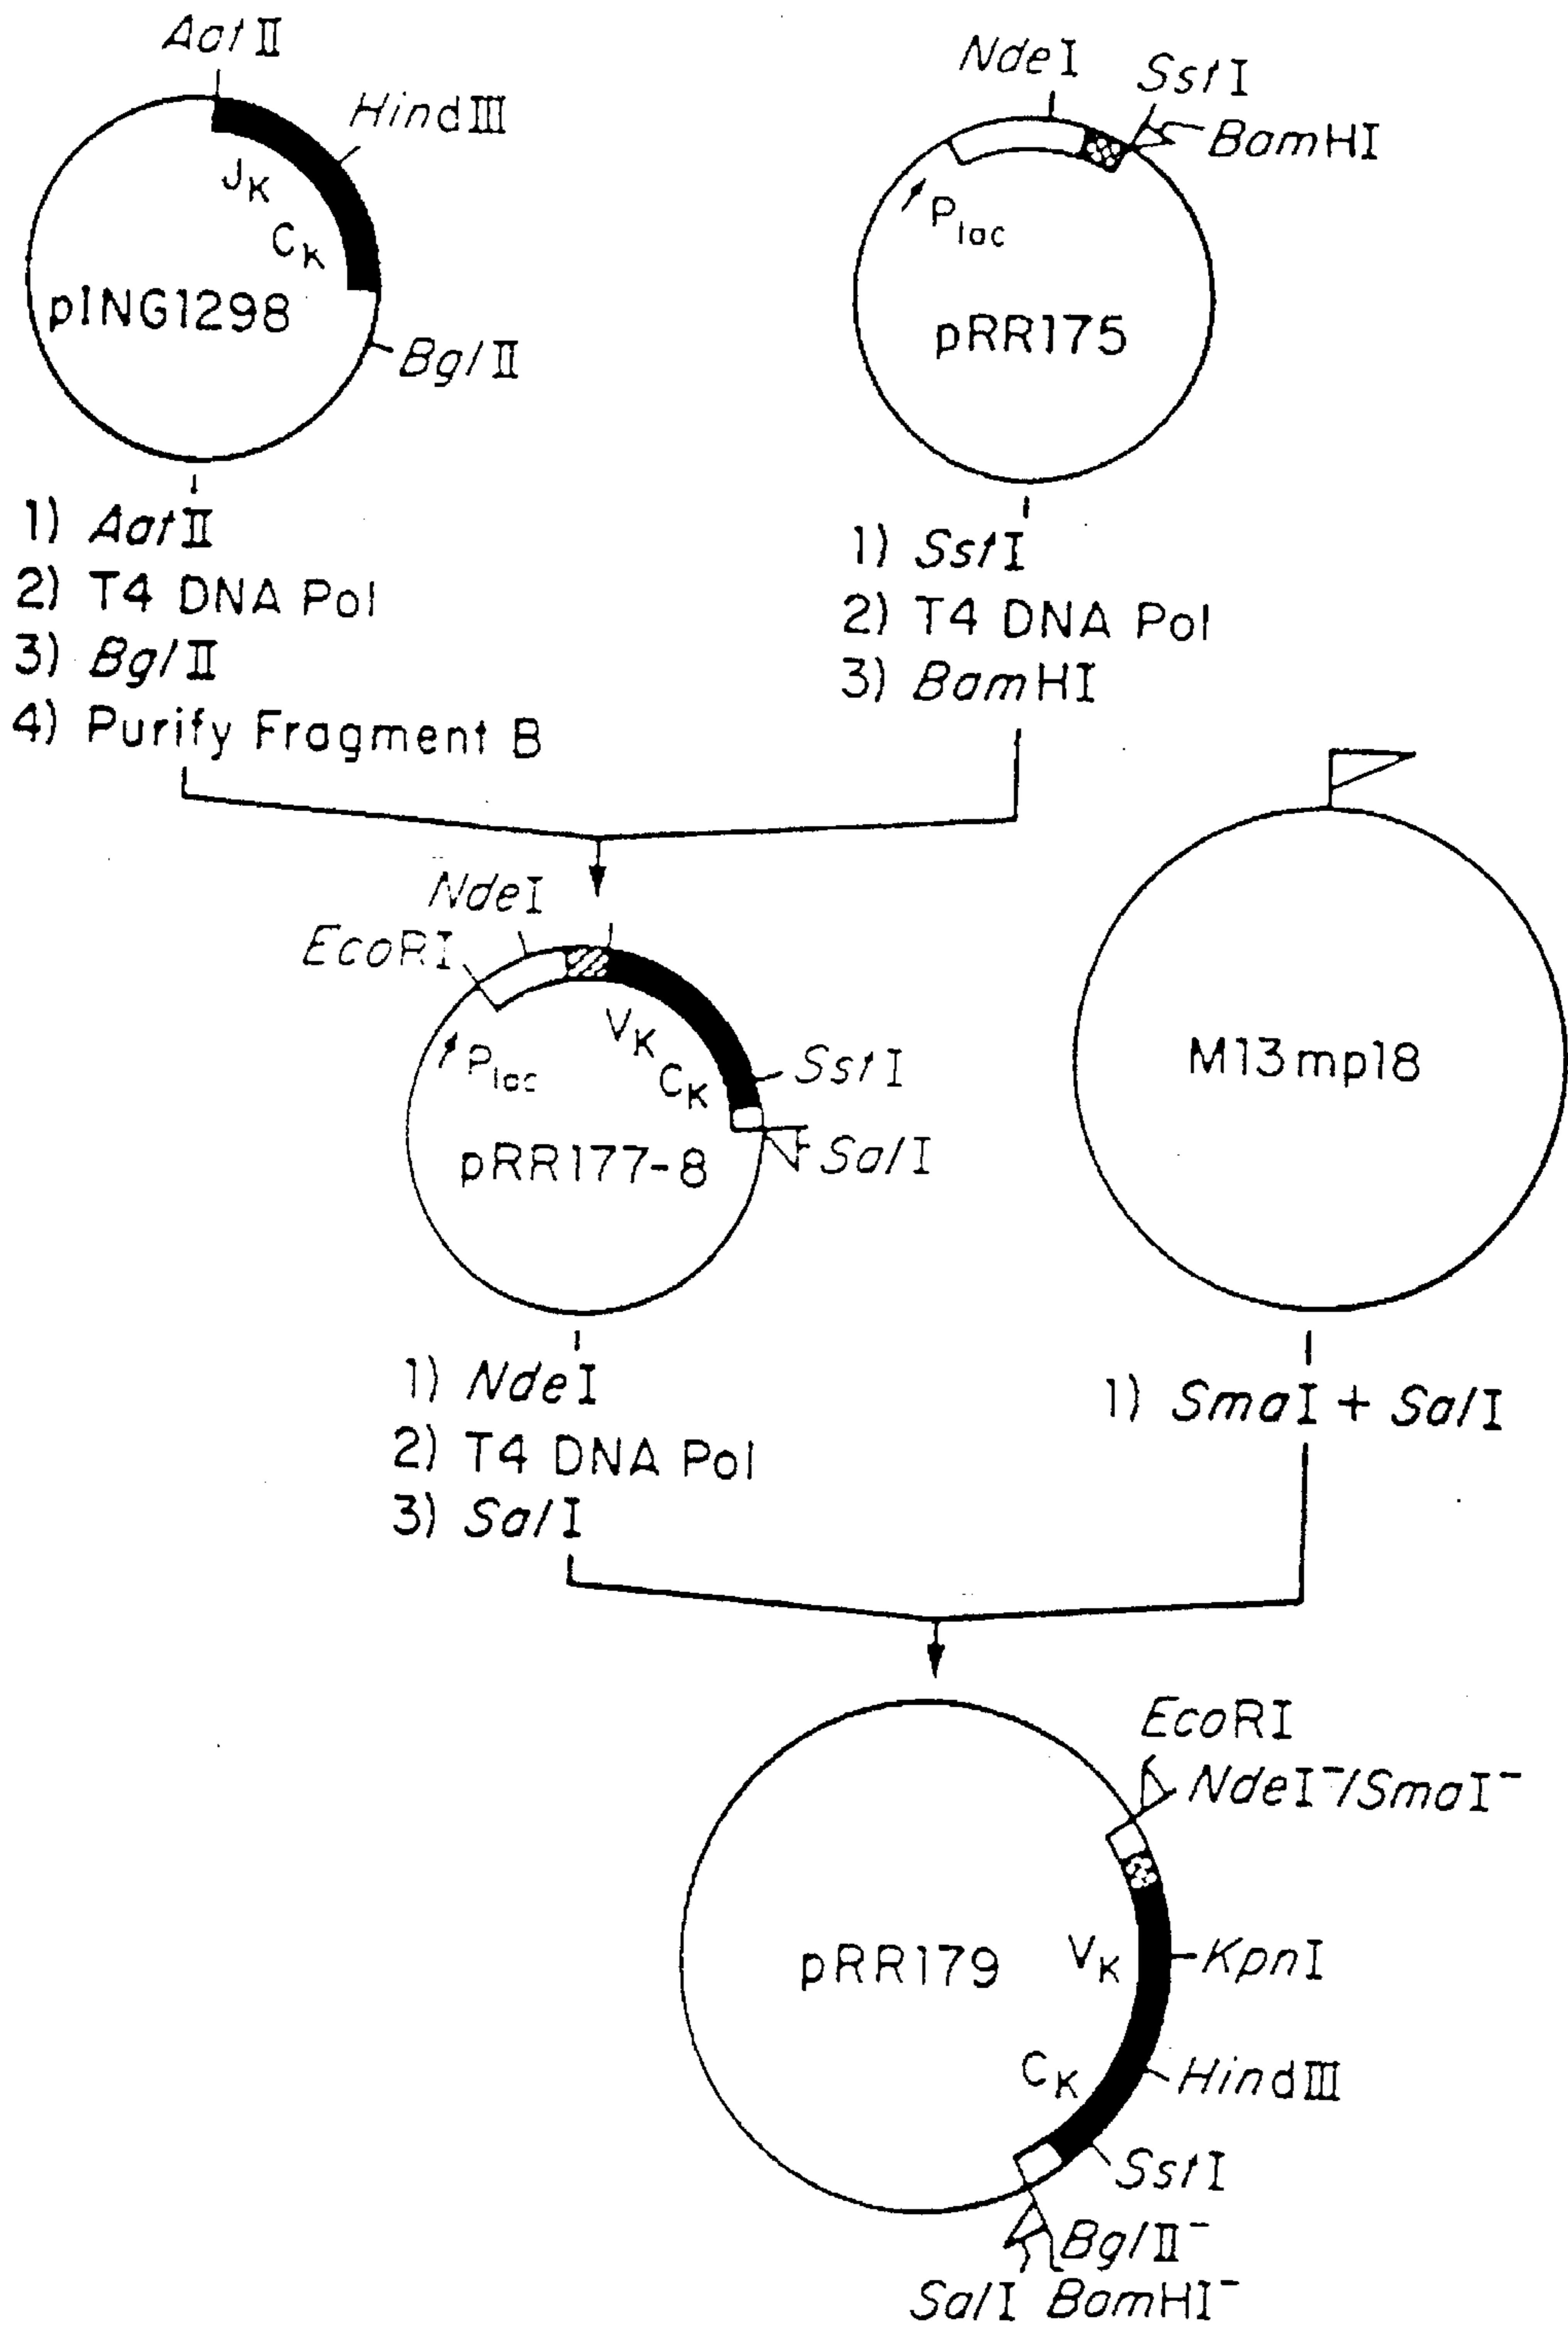 AatII
HindIII
JK
CK
pING1298
BglII
1) AatII
2) T4 DNA Pol
3) BglII
4) Purify Fragment B
NdeI
SstI
BamHI
Plac
pRR175
1) SstI
2) T4 DNA Pol
3) BamHI
NdeI
EcoRI
VK
CK
Plac
SstI
SalI
pRR177-8
M13mp18
1) NdeI
2) T4 DNA Pol
3) SalI
1) SmaI + SalI
EcoRI
NdeI⁻/SmaI⁻
VK
KpnI
pRR179
CK
HindIII
SstI
BglII⁻
SalI BamHI⁻